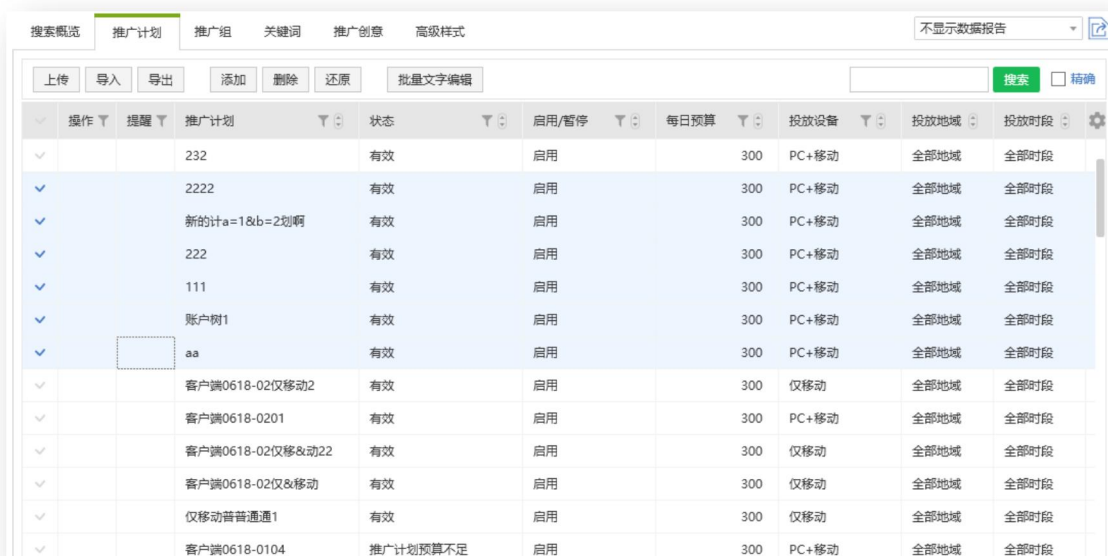 搜索概览 推广计划 推广组 关键词 推广创意 高级样式 不显示数据报告
上传 导入 导出 添加 删除 还原 批量文字编辑 搜索 精确
操作 提醒 推广计划 状态 启用/暂停 每日预算 投放设备 投放地域 投放时段
232 有效 启用 300 PC+移动 全部地域 全部时段
2222 有效 启用 300 PC+移动 全部地域 全部时段
新的计a=1&b=2划啊 有效 启用 300 PC+移动 全部地域 全部时段
222 有效 启用 300 PC+移动 全部地域 全部时段
111 有效 启用 300 PC+移动 全部地域 全部时段
账户树1 有效 启用 300 PC+移动 全部地域 全部时段
aa 有效 启用 300 PC+移动 全部地域 全部时段
客户端0618-02仅移动2 有效 启用 300 仅移动 全部地域 全部时段
客户端0618-0201 有效 启用 300 PC+移动 全部地域 全部时段
客户端0618-02仅移&动22 有效 启用 300 仅移动 全部地域 全部时段
客户端0618-02仅&移动 有效 启用 300 仅移动 全部地域 全部时段
仅移动普普通通1 有效 启用 300 仅移动 全部地域 全部时段
客户端0618-0104 推广计划预算不足 启用 300 PC+移动 全部地域 全部时段